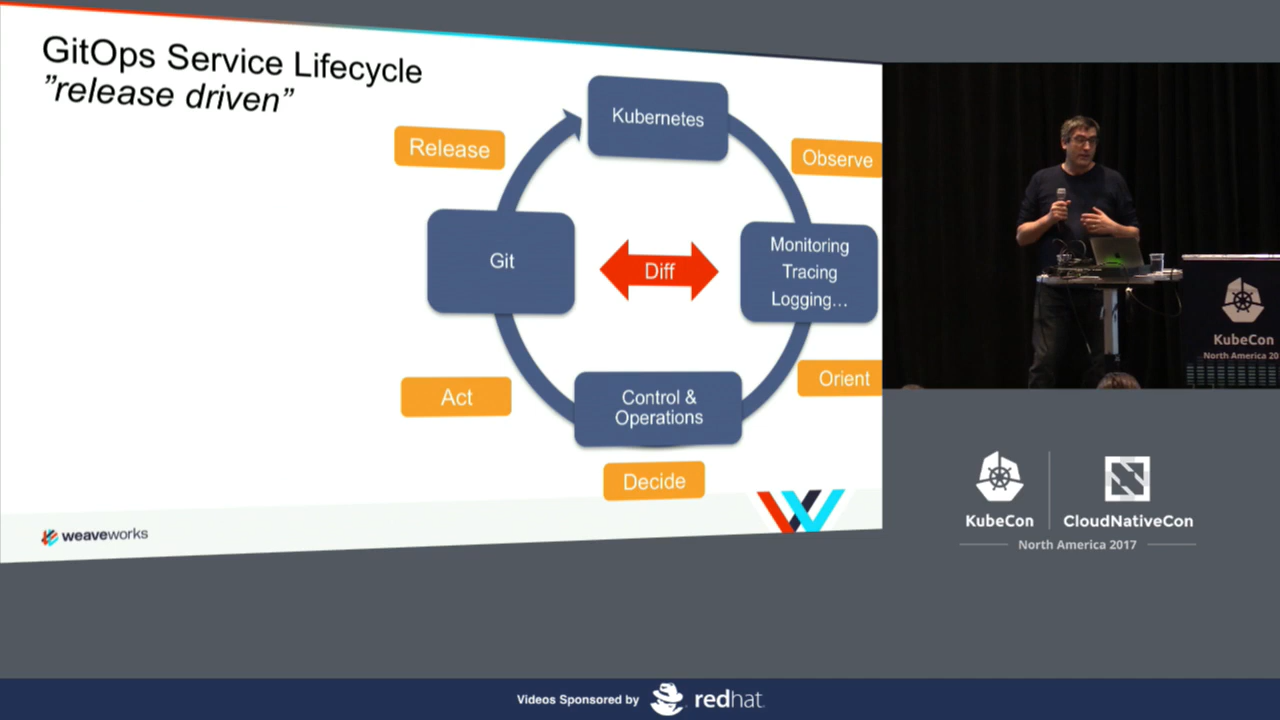 GitOps Service Lifecycle
”release driven”
Kubernetes
Release
Observe
Git
Diff
Monitoring
Tracing
Logging...
Act
Control &
Operations
Orient
Decide
weaveworks
KubeCon
North America 20
KubeCon
CloudNativeCon
North America 2017
Videos Sponsored by
redhat.